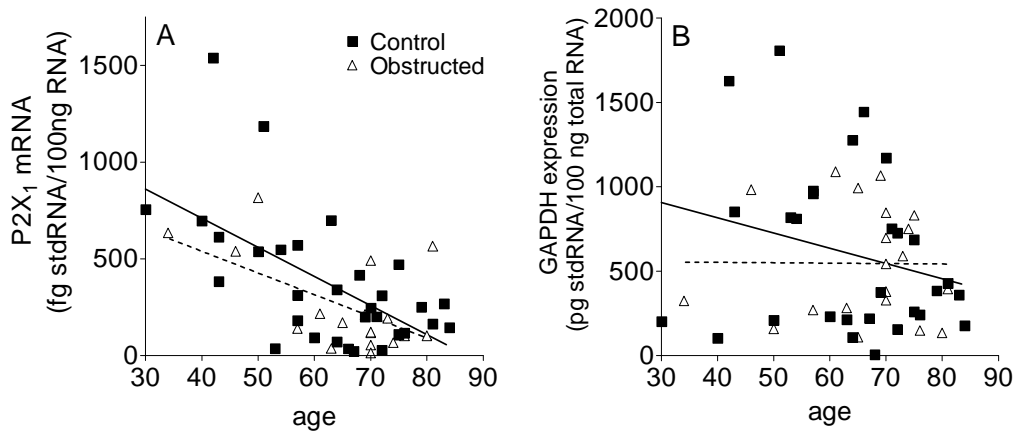 A
Control
Obstructed
P2X₁ mRNA
(fg stdRNA/100ng RNA)
1500
1000
500
0
30 40 50 60 70 80 90
age
B
GAPDH expression
(pg stdRNA/100 ng total RNA)
2000
1500
1000
500
0
30 40 50 60 70 80 90
age